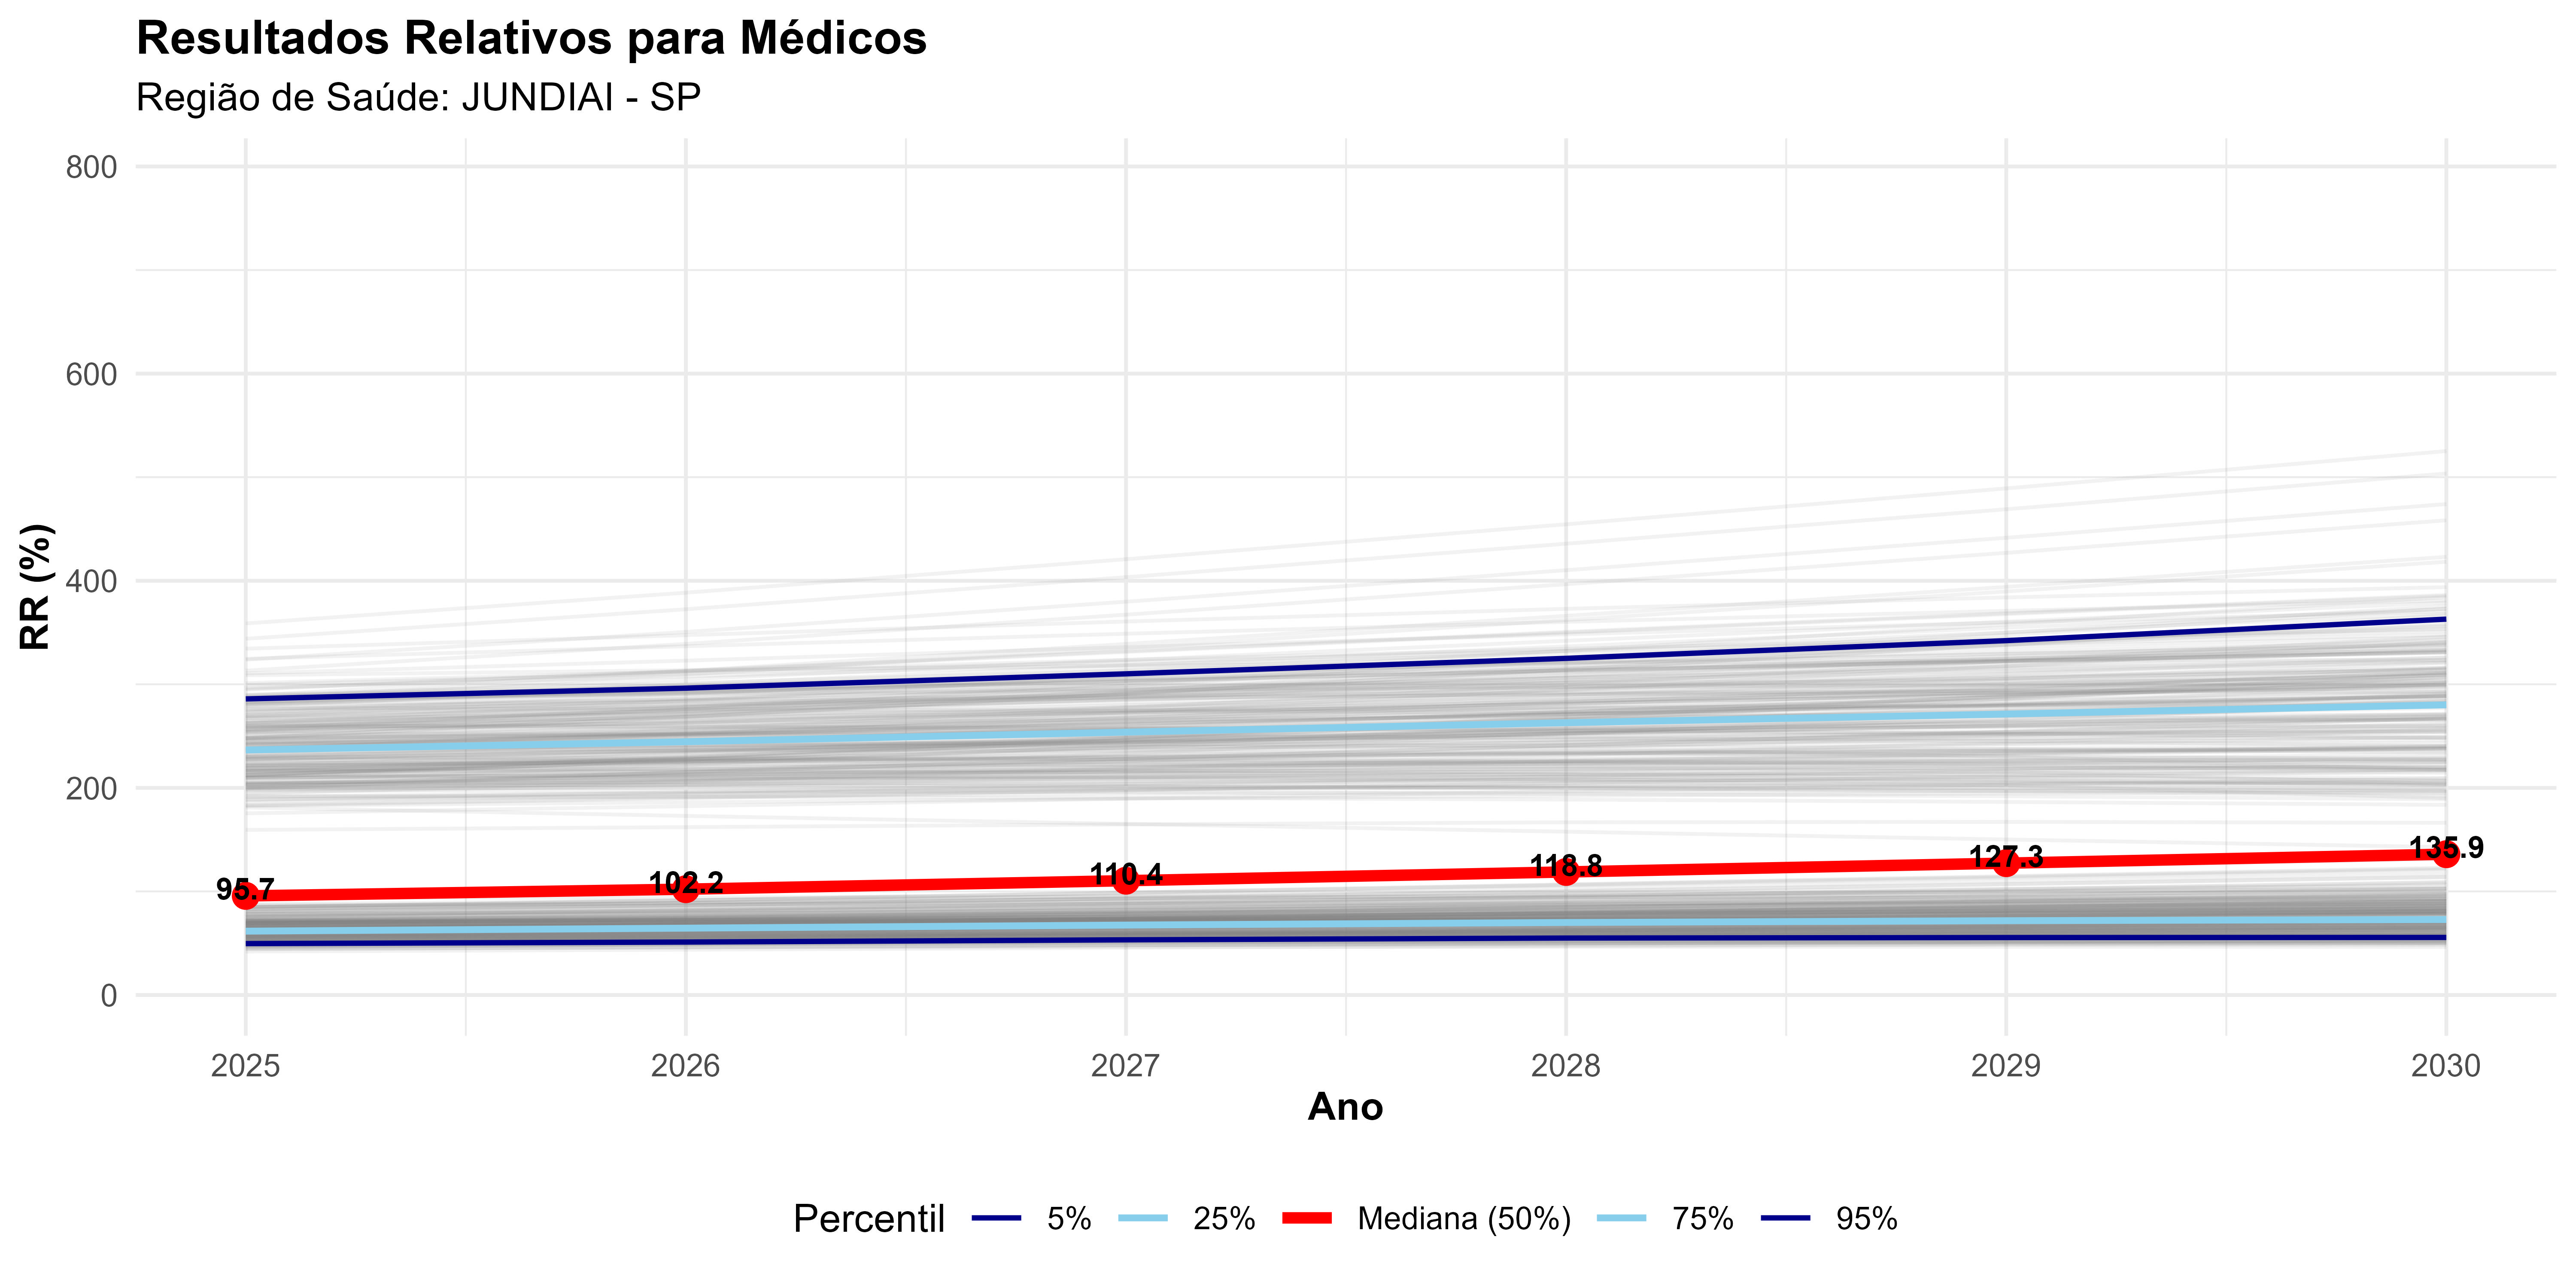 Resultados Relativos para Médicos
Região de Saúde: JUNDIAI - SP
RR (%)
800
600
400
200
0
95.7
102.2
110.4
118.8
127.3
135.9
2025 2026 2027 2028 2029 2030
Ano
Percentil 5% 25% Mediana (50%) 75% 95%